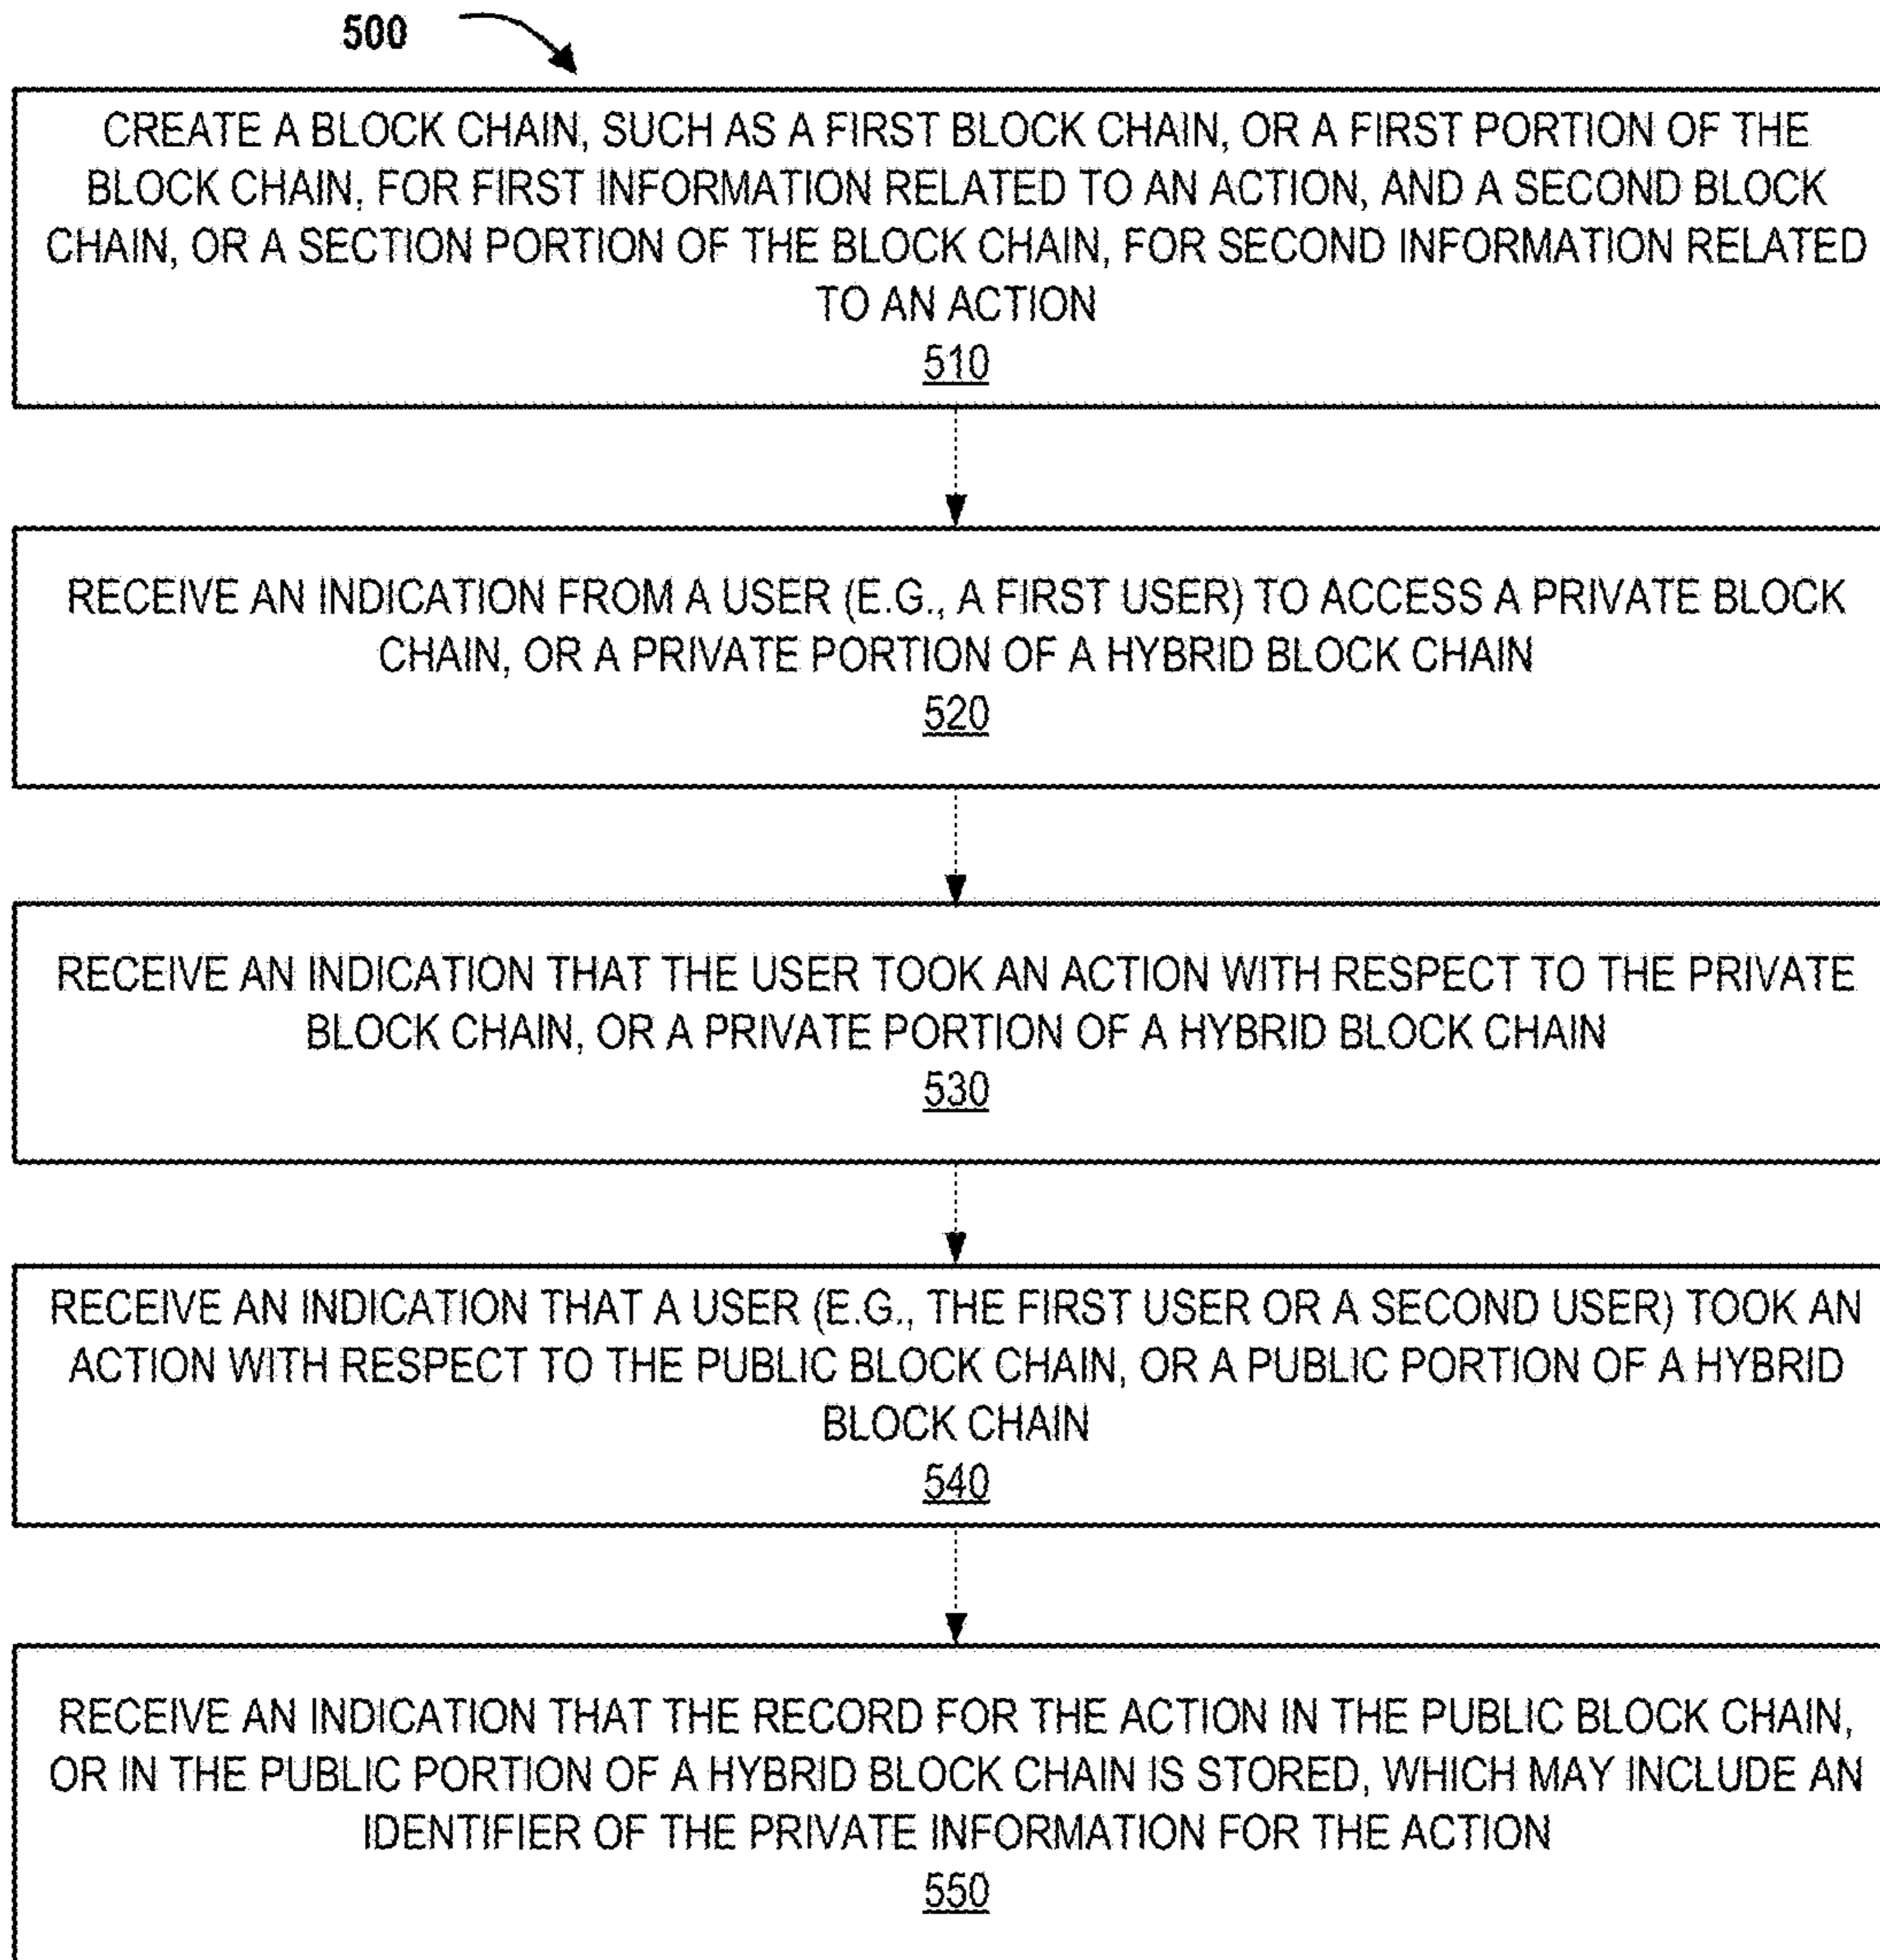 500
CREATE A BLOCK CHAIN, SUCH AS A FIRST BLOCK CHAIN, OR A FIRST PORTION OF THE
BLOCK CHAIN, FOR FIRST INFORMATION RELATED TO AN ACTION, AND A SECOND BLOCK
CHAIN, OR A SECTION PORTION OF THE BLOCK CHAIN, FOR SECOND INFORMATION RELATED
TO AN ACTION
510
RECEIVE AN INDICATION FROM A USER (E.G., A FIRST USER) TO ACCESS A PRIVATE BLOCK
CHAIN, OR A PRIVATE PORTION OF A HYBRID BLOCK CHAIN
520
RECEIVE AN INDICATION THAT THE USER TOOK AN ACTION WITH RESPECT TO THE PRIVATE
BLOCK CHAIN, OR A PRIVATE PORTION OF A HYBRID BLOCK CHAIN
530
RECEIVE AN INDICATION THAT A USER (E.G., THE FIRST USER OR A SECOND USER) TOOK AN
ACTION WITH RESPECT TO THE PUBLIC BLOCK CHAIN, OR A PUBLIC PORTION OF A HYBRID
BLOCK CHAIN
540
RECEIVE AN INDICATION THAT THE RECORD FOR THE ACTION IN THE PUBLIC BLOCK CHAIN,
OR IN THE PUBLIC PORTION OF A HYBRID BLOCK CHAIN IS STORED, WHICH MAY INCLUDE AN
IDENTIFIER OF THE PRIVATE INFORMATION FOR THE ACTION
550